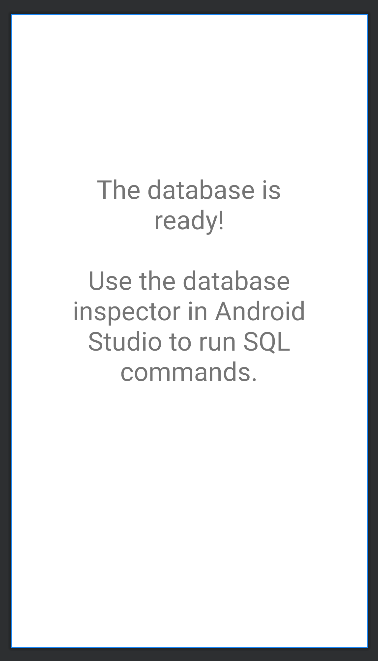 The database is
ready!
Use the database
inspector in Android
Studio to run SQL
commands.